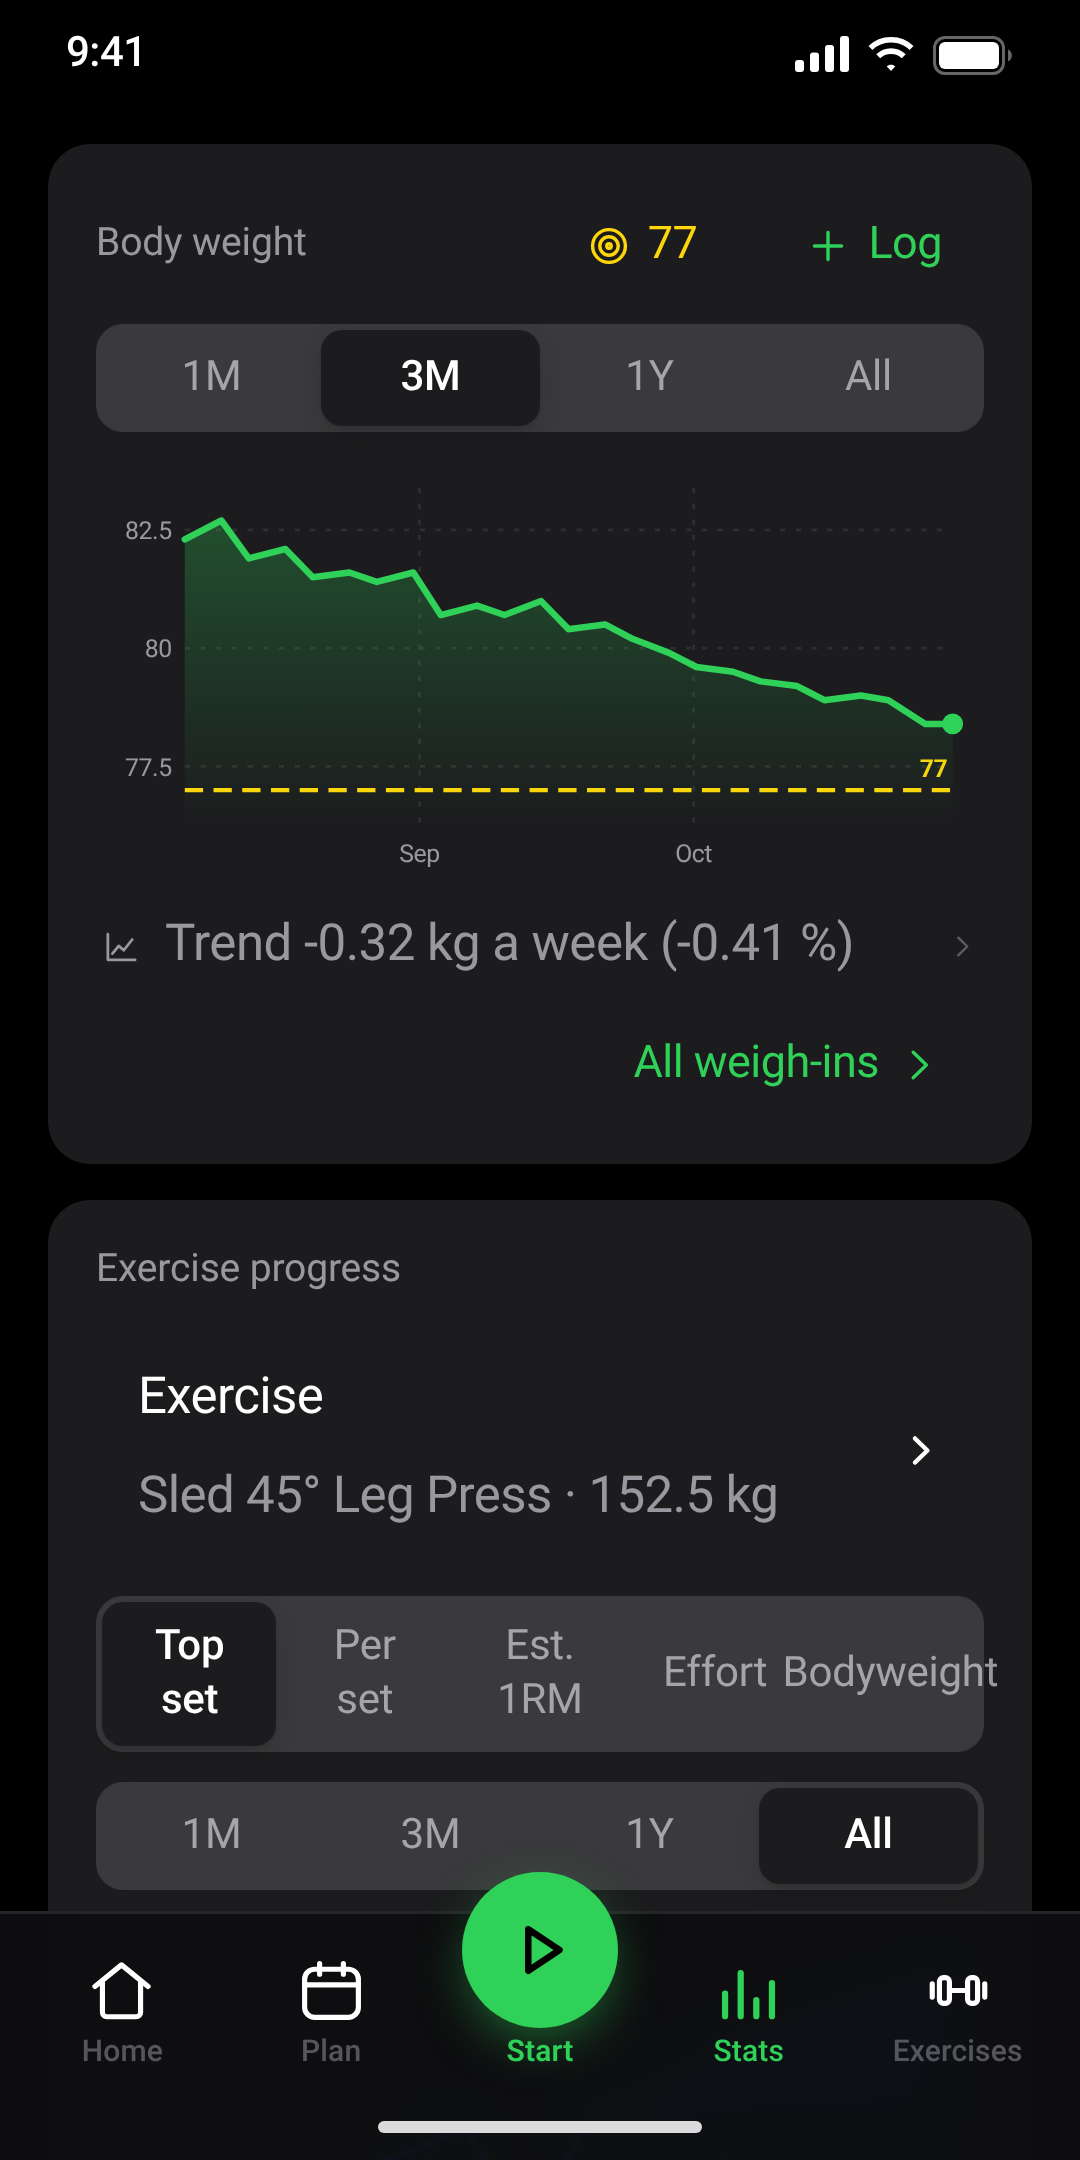 9:41
Body weight
77
+ Log
1M 3M 1Y All
82.5
80
77.5
77
Sep Oct
Trend -0.32 kg a week (-0.41 %)
All weigh-ins
Exercise progress
Exercise
Sled 45° Leg Press · 152.5 kg
Top set
Per set
Est. 1RM
Effort
Bodyweight
1M 3M 1Y All
Home Plan Start Stats Exercises